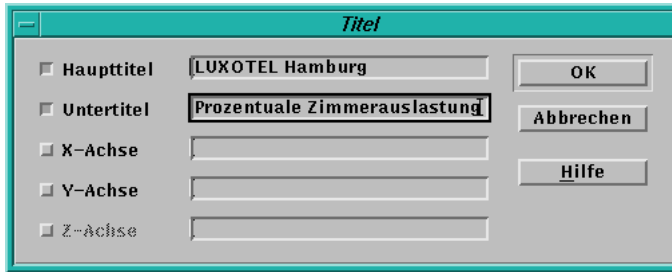 Titel
Haupttitel LUXOTEL Hamburg OK
Untertitel Prozentuale Zimmerauslastung Abbrechen
X-Achse
Y-Achse Hilfe
Z-Achse